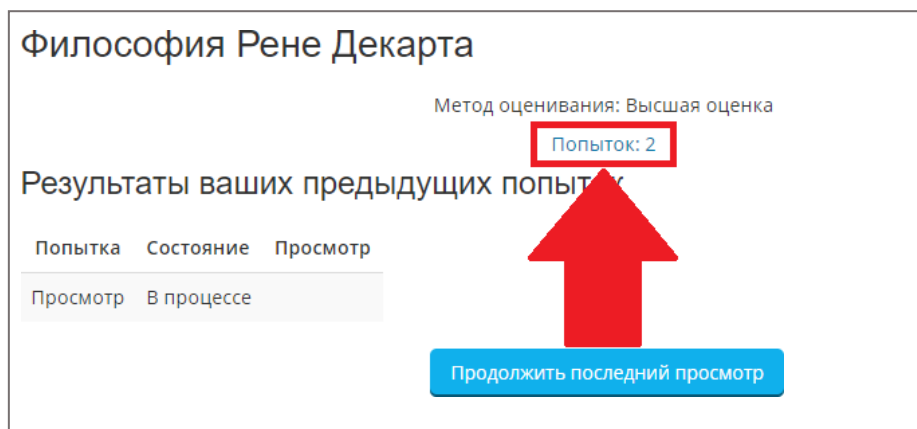 Философия Рене Декарта
Метод оценивания: Высшая оценка
Попыток: 2
Результаты ваших предыдущих попыток
Попытка Состояние Просмотр
Просмотр В процессе
Продолжить последний просмотр